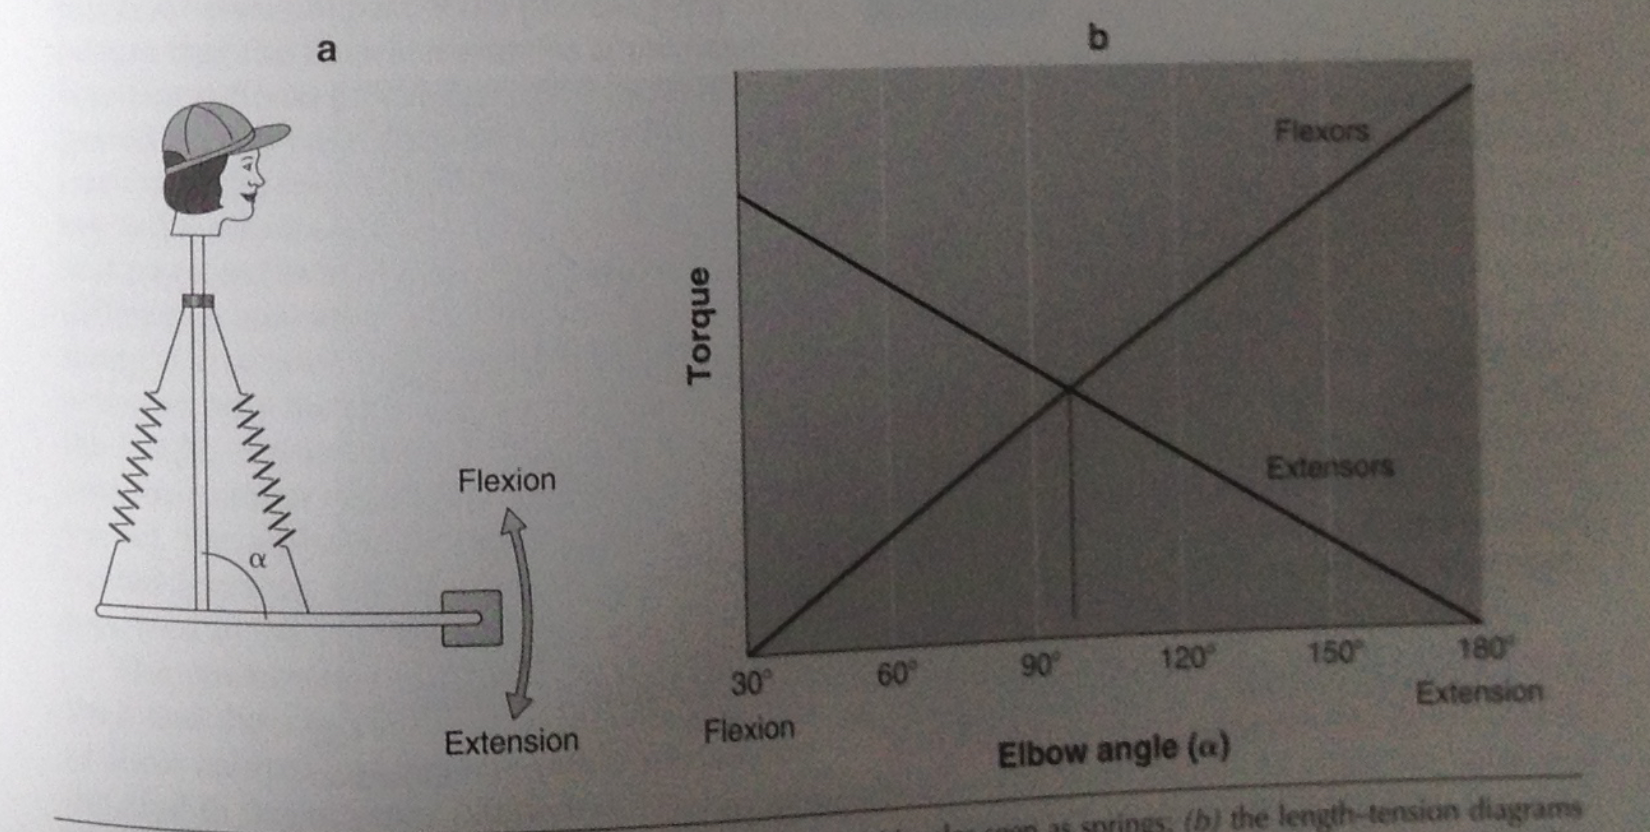 a
α
Flexion
Extension
b
Torque
Flexors
Extensors
30° 60° 90° 120° 150° 180°
Flexion Extension
Elbow angle (α)
as springs; (b) the length–tension diagrams